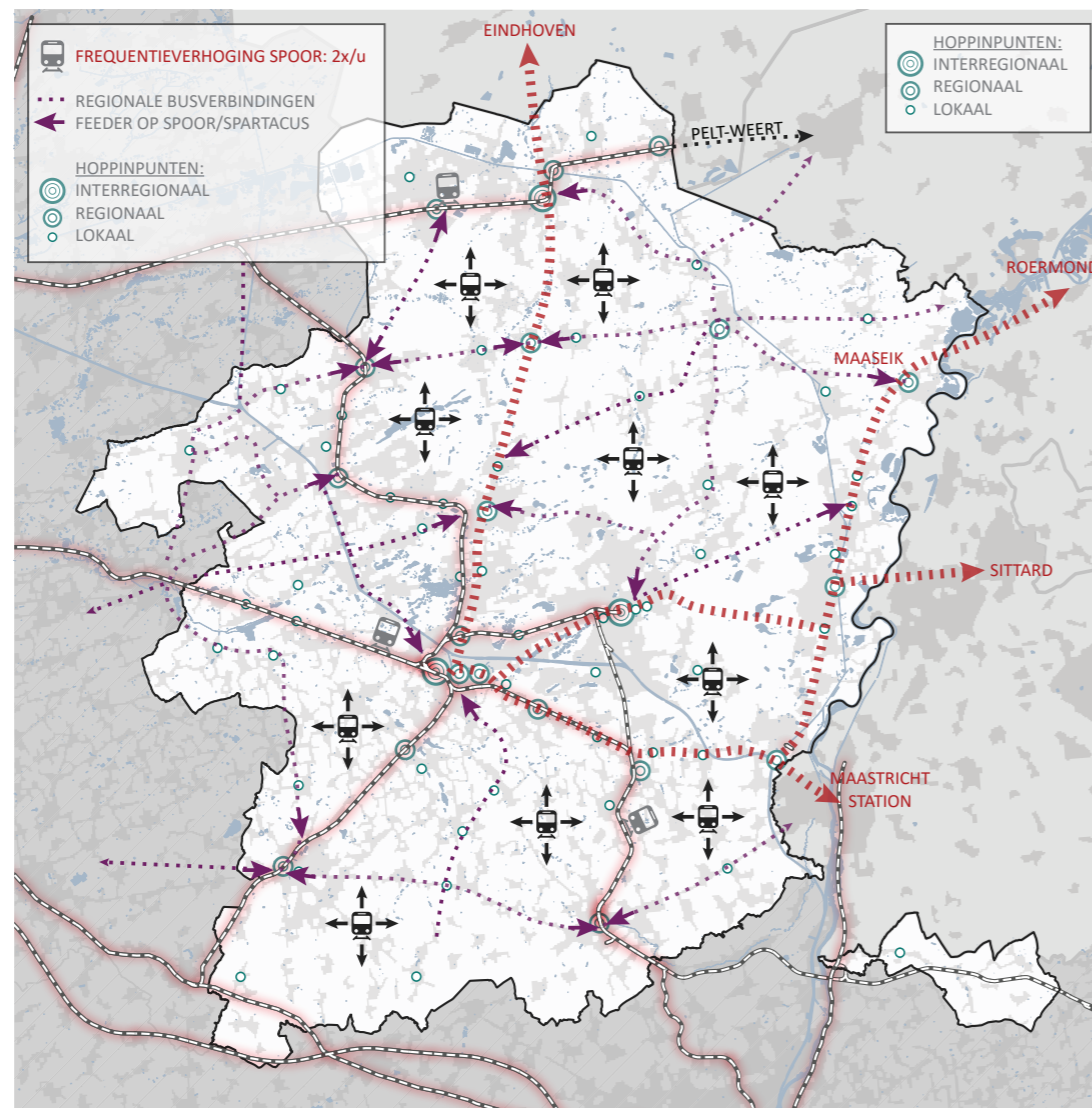 FREQUENTIEVERHOGING SPOOR: 2x/u
REGIONALE BUSVERBINDINGEN
FEEDER OP SPOOR/SPARTACUS
HOPPINPUNTEN:
INTERREGIONAAL
REGIONAAL
LOKAAL
EINDHOVEN
HOPPINPUNTEN:
INTERREGIONAAL
REGIONAAL
LOKAAL
PELT-WEERT
ROERMOND
MAASEIK
SITTARD
MAASTRICHT
STATION